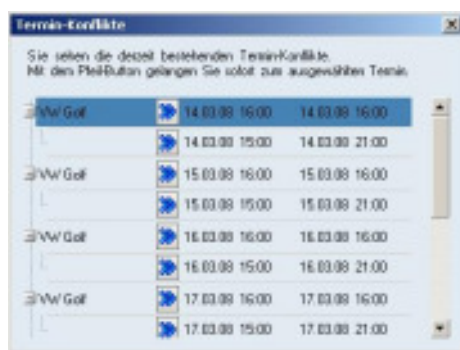 Termin-Konflikte
Sie sehen die derzeit bestehenden Termin-Konflikte.
Mit dem Pfeil-Button gelangen Sie sofort zum ausgewählten Termin.
VW Golf 14.03.08 16:00 14.03.08 16:00
14.03.08 15:00 14.03.08 21:00
VW Golf 15.03.08 16:00 15.03.08 16:00
15.03.08 15:00 15.03.08 21:00
VW Golf 16.03.08 16:00 16.03.08 16:00
16.03.08 15:00 16.03.08 21:00
VW Golf 17.03.08 16:00 17.03.08 16:00
17.03.08 15:00 17.03.08 21:00